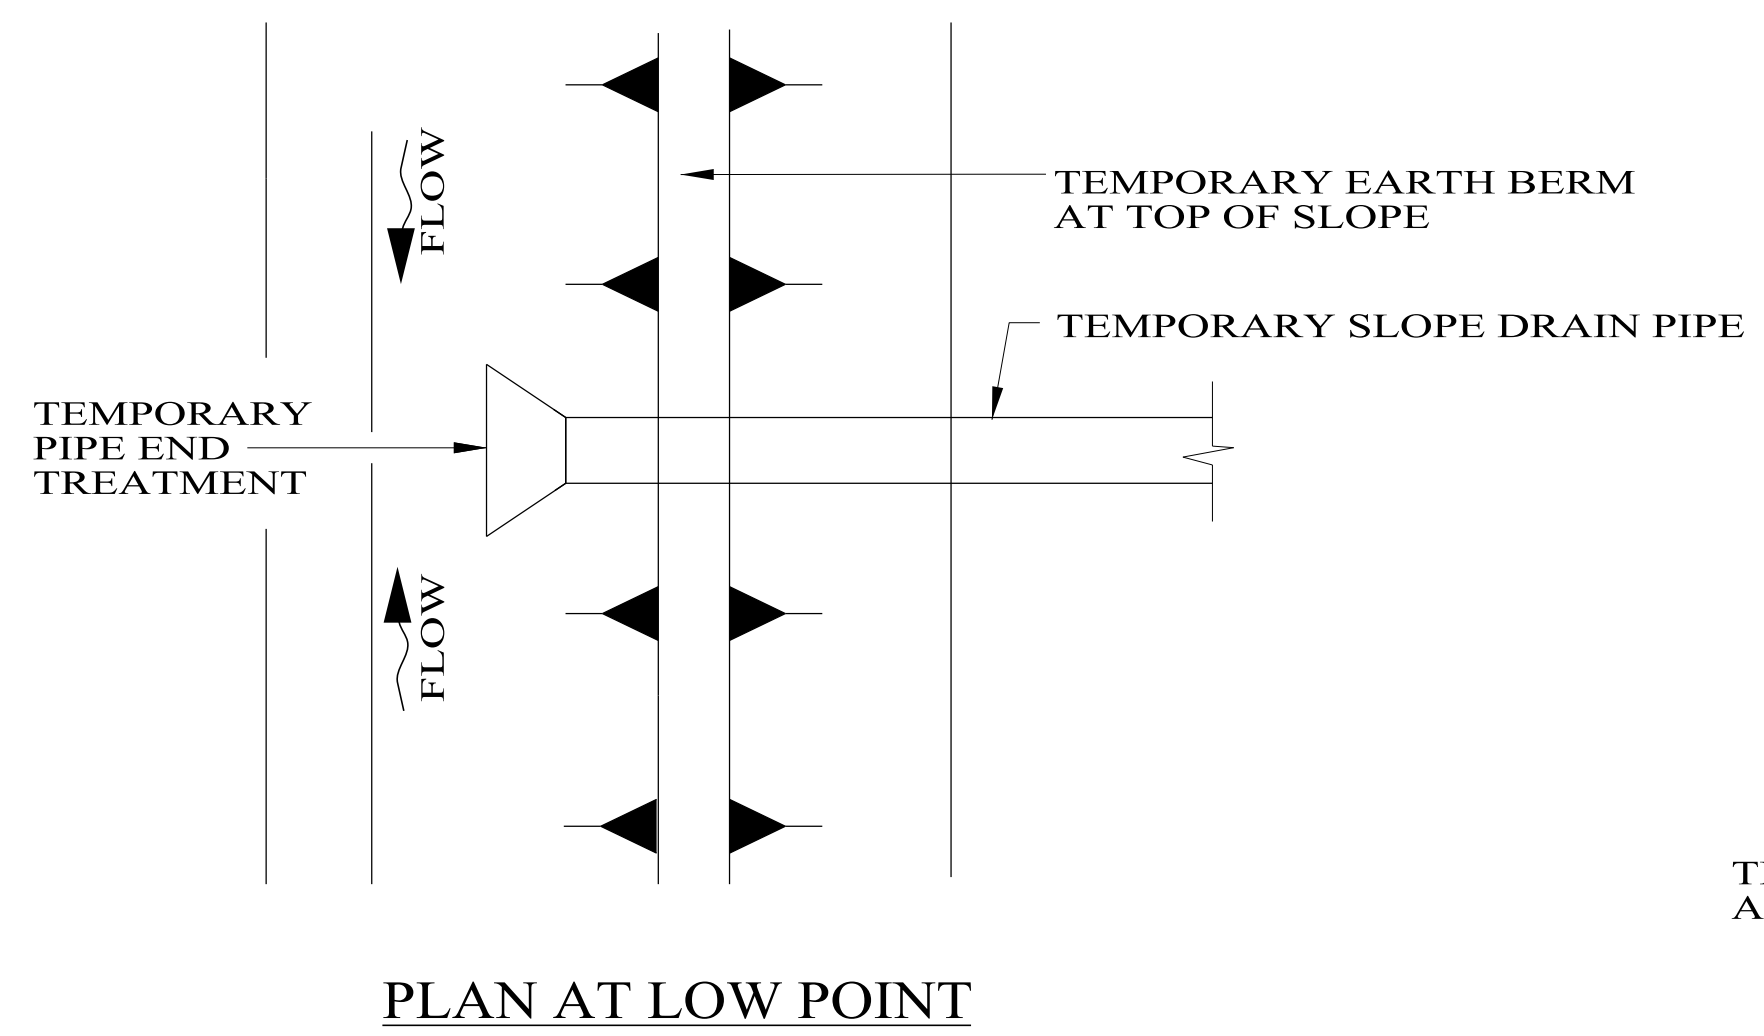 FLOW
TEMPORARY EARTH BERM
AT TOP OF SLOPE
TEMPORARY SLOPE DRAIN PIPE
TEMPORARY
PIPE END
TREATMENT
FLOW
PLAN AT LOW POINT